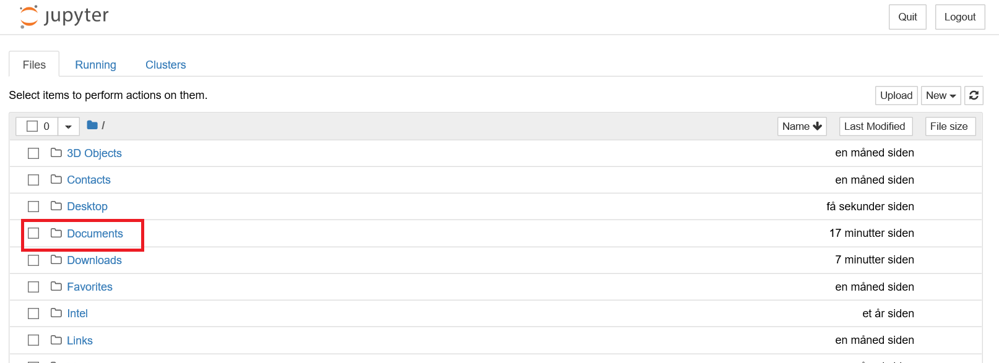 jupyter
Quit Logout
Files Running Clusters
Select items to perform actions on them.
Upload New
0 / Name Last Modified File size
3D Objects en måned siden
Contacts en måned siden
Desktop få sekunder siden
Documents 17 minutter siden
Downloads 7 minutter siden
Favorites en måned siden
Intel et år siden
Links en måned siden